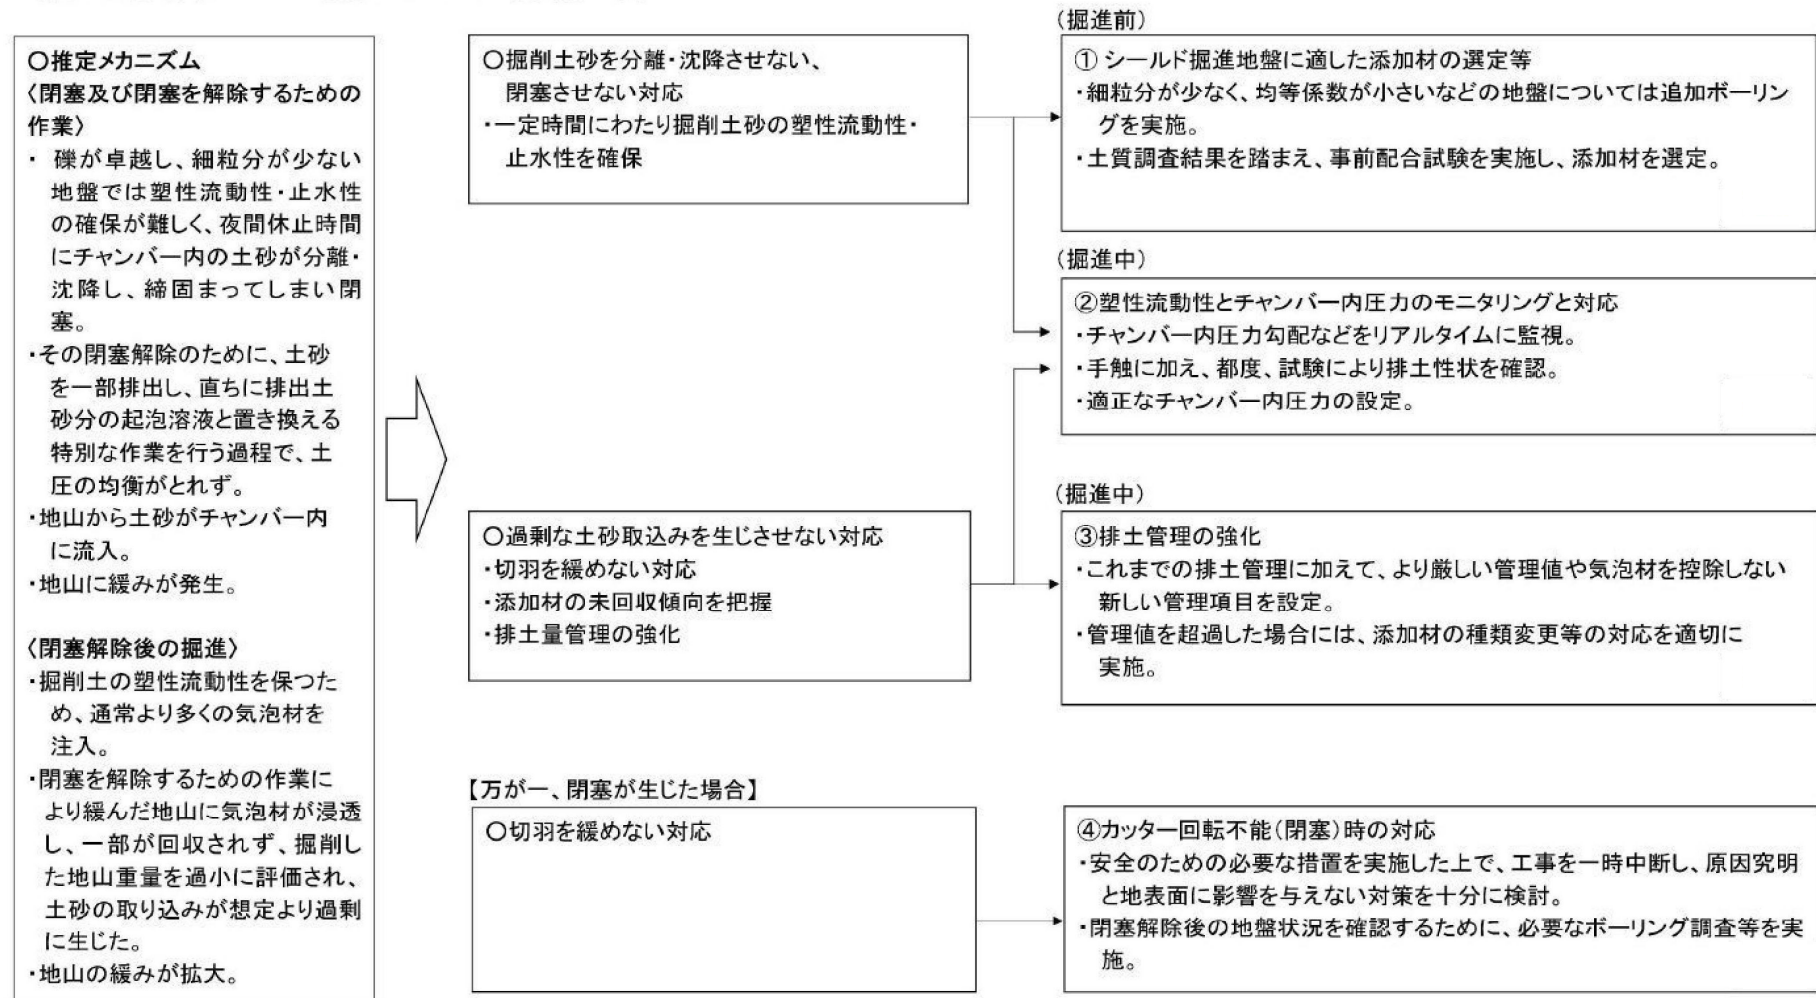 〇推定メカニズム
〈閉塞及び閉塞を解除するための
作業〉
・ 礫が卓越し、細粒分が少ない
地盤では塑性流動性・止水性
の確保が難しく、夜間休止時間
にチャンバー内の土砂が分離・
沈降し、締固まってしまい閉
塞。
・その閉塞解除のために、土砂
を一部排出し、直ちに排出土
砂分の起泡溶液と置き換える
特別な作業を行う過程で、土
圧の均衡がとれず。
・地山から土砂がチャンバー内
に流入。
・地山に緩みが発生。
〈閉塞解除後の掘進〉
・掘削土の塑性流動性を保つた
め、通常より多くの気泡材を
注入。
・閉塞を解除するための作業に
より緩んだ地山に気泡材が浸透
し、一部が回収されず、掘削し
た地山重量を過小に評価され、
土砂の取り込みが想定より過剰
に生じた。
・地山の緩みが拡大。
〇掘削土砂を分離・沈降させない、
閉塞させない対応
・一定時間にわたり掘削土砂の塑性流動性・
止水性を確保
〇過剰な土砂取込みを生じさせない対応
・切羽を緩めない対応
・添加材の未回収傾向を把握
・排土量管理の強化
【万が一、閉塞が生じた場合】
〇切羽を緩めない対応
（掘進前）
① シールド掘進地盤に適した添加材の選定等
・細粒分が少なく、均等係数が小さいなどの地盤については追加ボーリン
グを実施。
・土質調査結果を踏まえ、事前配合試験を実施し、添加材を選定。
（掘進中）
②塑性流動性とチャンバー内圧力のモニタリングと対応
・チャンバー内圧力勾配などをリアルタイムに監視。
・手触に加え、都度、試験により排土性状を確認。
・適正なチャンバー内圧力の設定。
（掘進中）
③排土管理の強化
・これまでの排土管理に加えて、より厳しい管理値や気泡材を控除しない
新しい管理項目を設定。
・管理値を超過した場合には、添加材の種類変更等の対応を適切に
実施。
④カッター回転不能（閉塞）時の対応
・安全のための必要な措置を実施した上で、工事を一時中断し、原因究明
と地表面に影響を与えない対策を十分に検討。
・閉塞解除後の地盤状況を確認するために、必要なボーリング調査等を実
施。